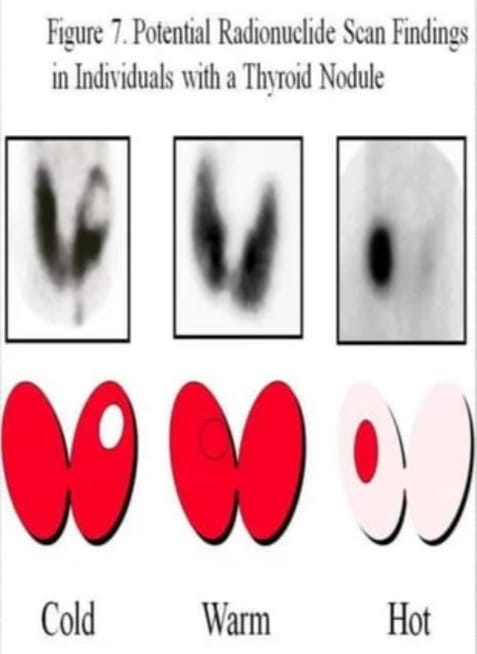 Figure 7. Potential Radionuclide Scan Findings
in Individuals with a Thyroid Nodule
Cold Warm Hot